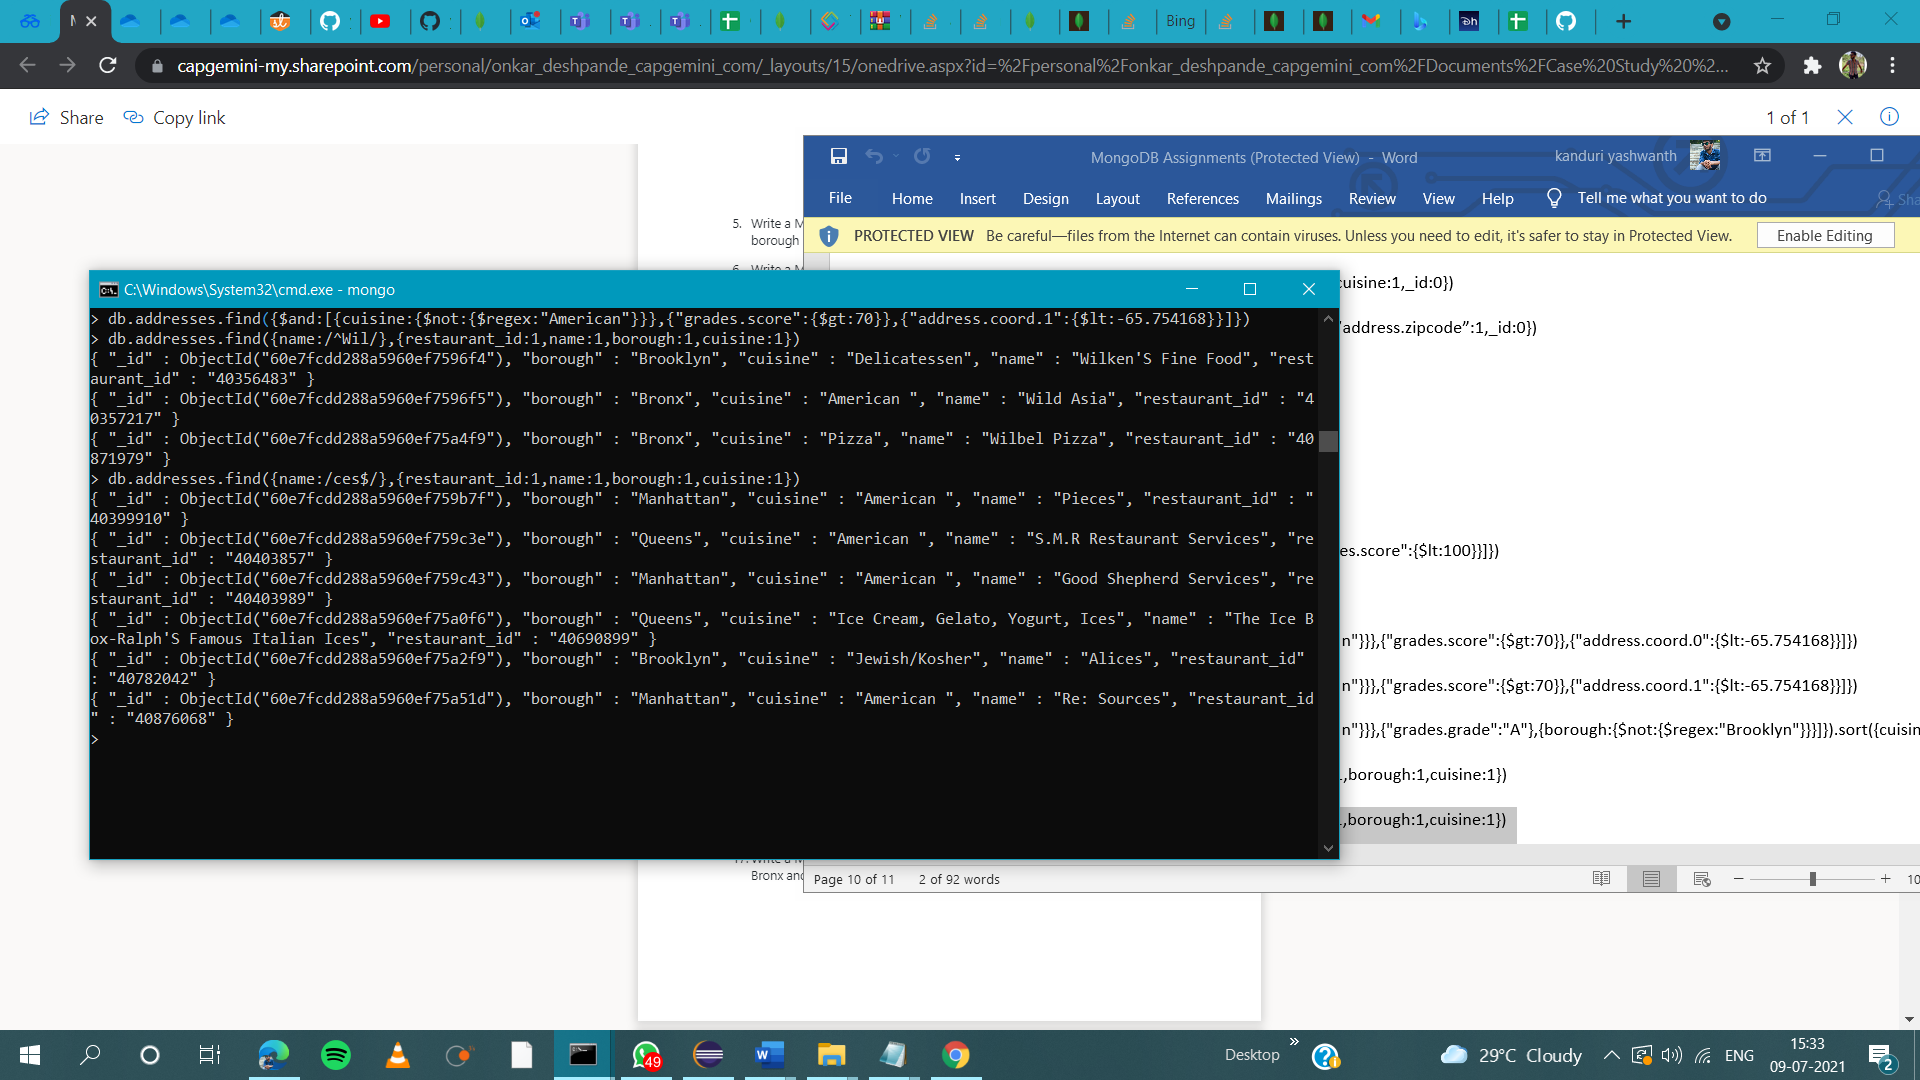 Bing
capgemini-my.sharepoint.com/personal/onkar_deshpande_capgemini_com/_layouts/15/onedrive.aspx?id=%2Fpersonal%2Fonkar_deshpande_capgemini_com%2FDocuments%2FCase%20Study%20%2...
Share Copy link 1 of 1
MongoDB Assignments (Protected View) - Word kanduri yashwanth
File Home Insert Design Layout References Mailings Review View Help Tell me what you want to do Sha
PROTECTED VIEW Be careful—files from the Internet can contain viruses. Unless you need to edit, it's safer to stay in Protected View. Enable Editing
5. Write a M
borough
C:\Windows\System32\cmd.exe - mongo
> db.addresses.find({$and:[{cuisine:{$not:{$regex:"American"}}},{"grades.score":{$gt:70}},{"address.coord.1":{$lt:-65.754168}}]})
> db.addresses.find({name:/^Wil/},{restaurant_id:1,name:1,borough:1,cuisine:1})
{ "_id" : ObjectId("60e7fcdd288a5960ef7596f4"), "borough" : "Brooklyn", "cuisine" : "Delicatessen", "name" : "Wilken'S Fine Food", "rest
aurant_id" : "40356483" }
{ "_id" : ObjectId("60e7fcdd288a5960ef7596f5"), "borough" : "Bronx", "cuisine" : "American ", "name" : "Wild Asia", "restaurant_id" : "4
0357217" }
{ "_id" : ObjectId("60e7fcdd288a5960ef75a4f9"), "borough" : "Bronx", "cuisine" : "Pizza", "name" : "Wilbel Pizza", "restaurant_id" : "40
871979" }
> db.addresses.find({name:/ces$/},{restaurant_id:1,name:1,borough:1,cuisine:1})
{ "_id" : ObjectId("60e7fcdd288a5960ef759b7f"), "borough" : "Manhattan", "cuisine" : "American ", "name" : "Pieces", "restaurant_id" : "
40399910" }
{ "_id" : ObjectId("60e7fcdd288a5960ef759c3e"), "borough" : "Queens", "cuisine" : "American ", "name" : "S.M.R Restaurant Services", "re
staurant_id" : "40403857" }
{ "_id" : ObjectId("60e7fcdd288a5960ef759c43"), "borough" : "Manhattan", "cuisine" : "American ", "name" : "Good Shepherd Services", "re
staurant_id" : "40403989" }
{ "_id" : ObjectId("60e7fcdd288a5960ef75a0f6"), "borough" : "Queens", "cuisine" : "Ice Cream, Gelato, Yogurt, Ices", "name" : "The Ice B
ox-Ralph'S Famous Italian Ices", "restaurant_id" : "40690899" }
{ "_id" : ObjectId("60e7fcdd288a5960ef75a2f9"), "borough" : "Brooklyn", "cuisine" : "Jewish/Kosher", "name" : "Alices", "restaurant_id"
: "40782042" }
{ "_id" : ObjectId("60e7fcdd288a5960ef75a51d"), "borough" : "Manhattan", "cuisine" : "American ", "name" : "Re: Sources", "restaurant_id
" : "40876068" }
>
cuisine:1,_id:0})
"address.zipcode":1,_id:0})
es.score":{$lt:100}}]})
n"}}},{"grades.score":{$gt:70}},{"address.coord.0":{$lt:-65.754168}}]})
n"}}},{"grades.score":{$gt:70}},{"address.coord.1":{$lt:-65.754168}}]})
n"}}},{"grades.grade":"A"},{borough:{$not:{$regex:"Brooklyn"}}}]}).sort({cuisin
,borough:1,cuisine:1})
,borough:1,cuisine:1})
Bronx and
Page 10 of 11 2 of 92 words 10
49 Desktop 29°C Cloudy ENG 15:33
09-07-2021 2